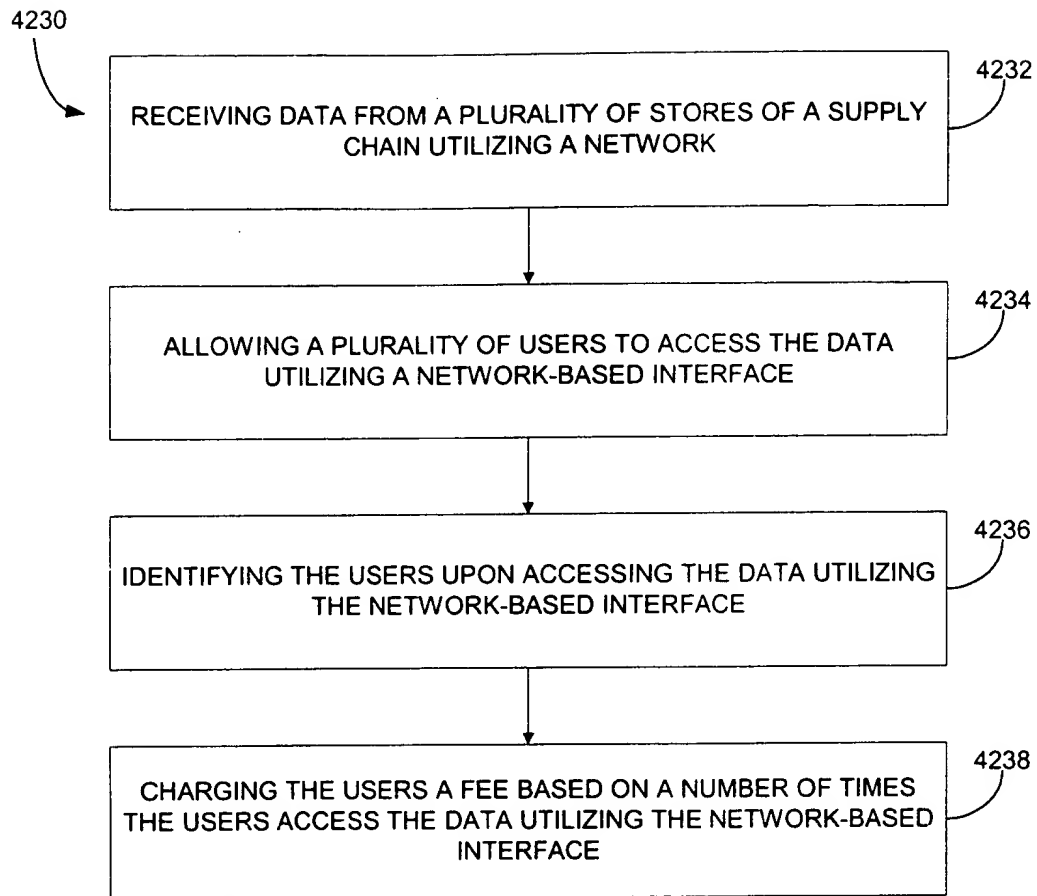 4230
4232
RECEIVING DATA FROM A PLURALITY OF STORES OF A SUPPLY
CHAIN UTILIZING A NETWORK
4234
ALLOWING A PLURALITY OF USERS TO ACCESS THE DATA
UTILIZING A NETWORK-BASED INTERFACE
4236
IDENTIFYING THE USERS UPON ACCESSING THE DATA UTILIZING
THE NETWORK-BASED INTERFACE
4238
CHARGING THE USERS A FEE BASED ON A NUMBER OF TIMES
THE USERS ACCESS THE DATA UTILIZING THE NETWORK-BASED
INTERFACE